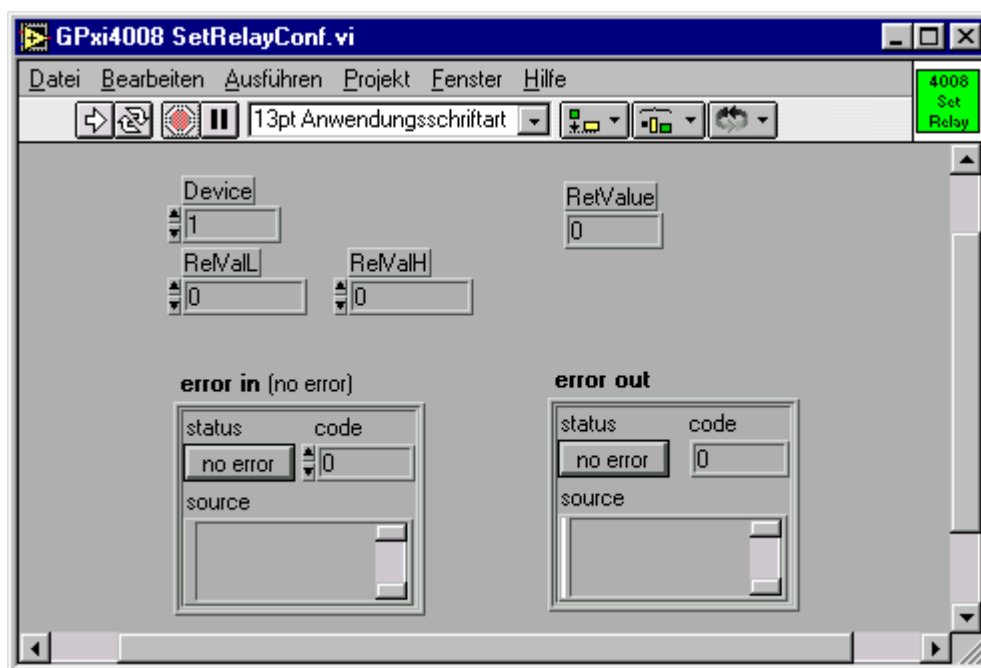 GPxi4008 SetRelayConf.vi
Datei Bearbeiten Ausführen Projekt Fenster Hilfe
4008
Set
Relay
13pt Anwendungsschriftart
Device
1
RetValue
0
RelValL
0
RelValH
0
error in (no error)
status
code
no error
0
source
error out
status
code
no error
0
source